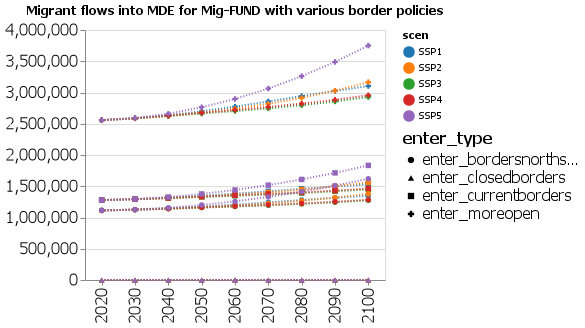 Migrant flows into MDE for Mig-FUND with various border policies
4,000,000
3,500,000
3,000,000
2,500,000
2,000,000
1,500,000
1,000,000
500,000
0
2020
2030
2040
2050
2060
2070
2080
2090
2100
scen
SSP1
SSP2
SSP3
SSP4
SSP5
enter_type
enter_bordersnorths…
enter_closedborders
enter_currentborders
enter_moreopen